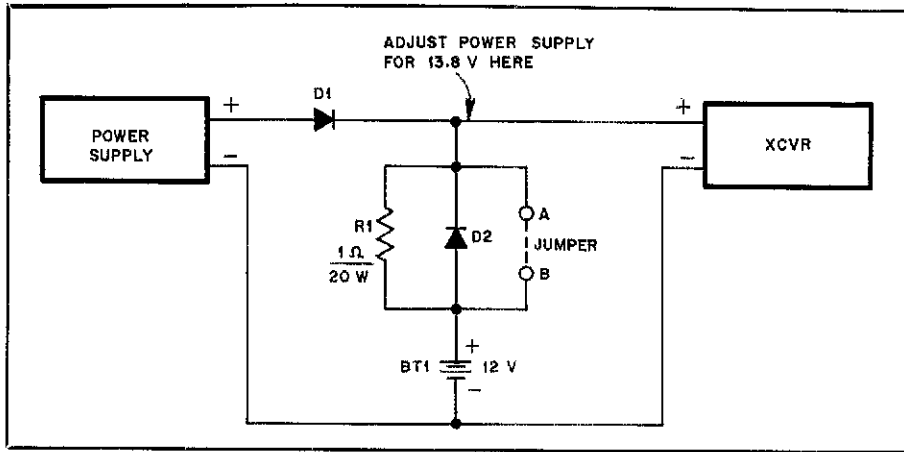 ADJUST POWER SUPPLY
FOR 13.8 V HERE
D1
+
+
POWER
SUPPLY
XCVR
-
-
A
R1
D2
JUMPER
1 Ω
20 W
B
+
BT1
12 V
-